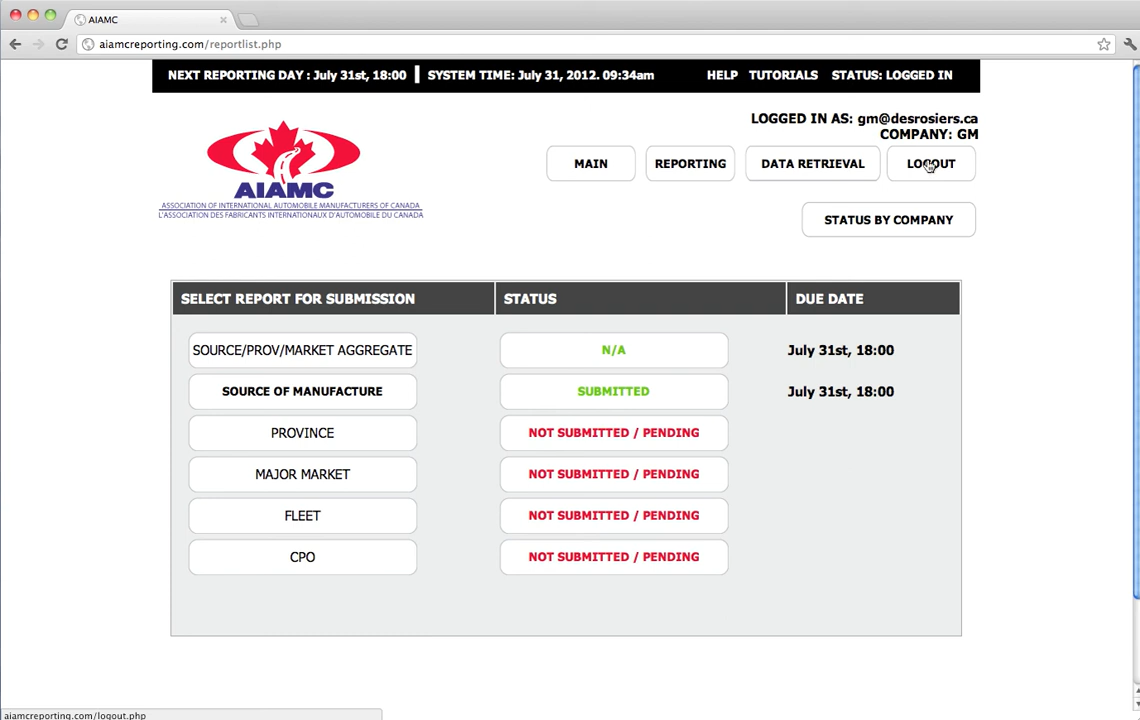 AIAMC
aiamcreporting.com/reportlist.php
NEXT REPORTING DAY : July 31st, 18:00 | SYSTEM TIME: July 31, 2012. 09:34am HELP TUTORIALS STATUS: LOGGED IN
LOGGED IN AS: gm@desrosiers.ca
COMPANY: GM
AIAMC
ASSOCIATION OF INTERNATIONAL AUTOMOBILE MANUFACTURERS OF CANADA
L'ASSOCIATION DES FABRICANTS INTERNATIONAUX D'AUTOMOBILE DU CANADA
MAIN REPORTING DATA RETRIEVAL LOGOUT
STATUS BY COMPANY
SELECT REPORT FOR SUBMISSION STATUS DUE DATE
SOURCE/PROV/MARKET AGGREGATE N/A July 31st, 18:00
SOURCE OF MANUFACTURE SUBMITTED July 31st, 18:00
PROVINCE NOT SUBMITTED / PENDING
MAJOR MARKET NOT SUBMITTED / PENDING
FLEET NOT SUBMITTED / PENDING
CPO NOT SUBMITTED / PENDING
aiamcreporting.com/logout.php